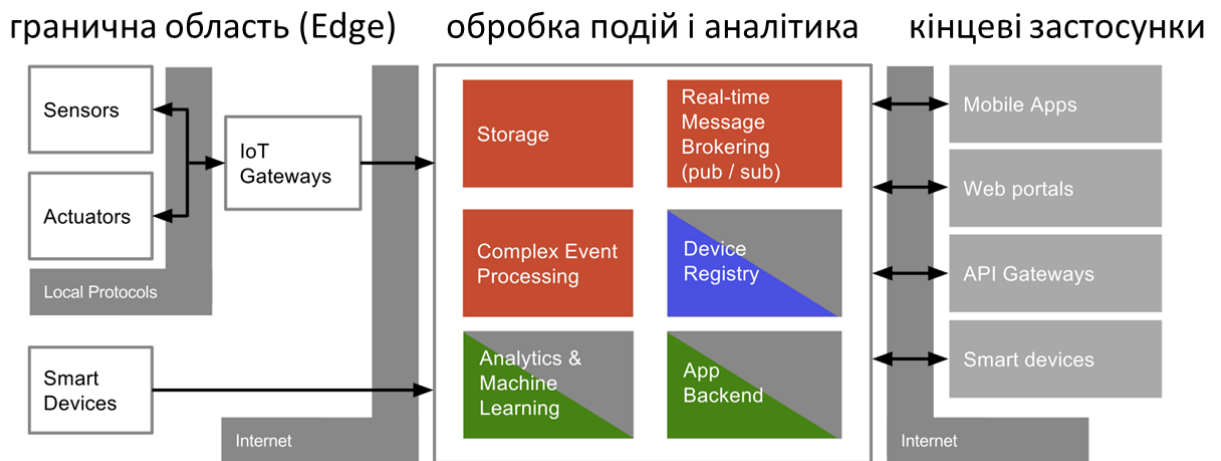 гранична область (Edge)
обробка подій і аналітика
кінцеві застосунки
Sensors
Actuators
Local Protocols
IoT
Gateways
Smart
Devices
Internet
Storage
Real-time
Message
Brokering
(pub / sub)
Complex Event
Processing
Device
Registry
Analytics &
Machine
Learning
App
Backend
Mobile Apps
Web portals
API Gateways
Smart devices
Internet